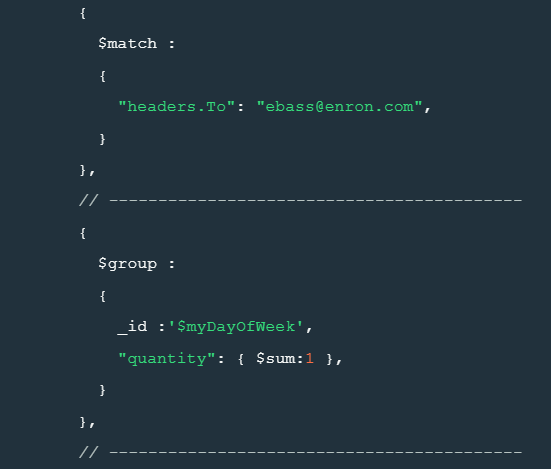 {
$match :
{
"headers.To": "ebass@enron.com",
}
},
// ------------------------------------------
{
$group :
{
_id :'$myDayOfWeek',
"quantity": { $sum:1 },
}
},
// ------------------------------------------